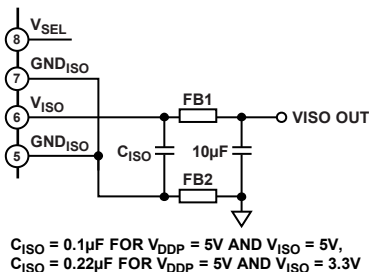 8 V_SEL
7 GND_ISO
6 V_ISO
5 GND_ISO
FB1
VISO OUT
C_ISO
10µF
FB2
C_ISO = 0.1µF FOR V_DDP = 5V AND V_ISO = 5V,
C_ISO = 0.22µF FOR V_DDP = 5V AND V_ISO = 3.3V